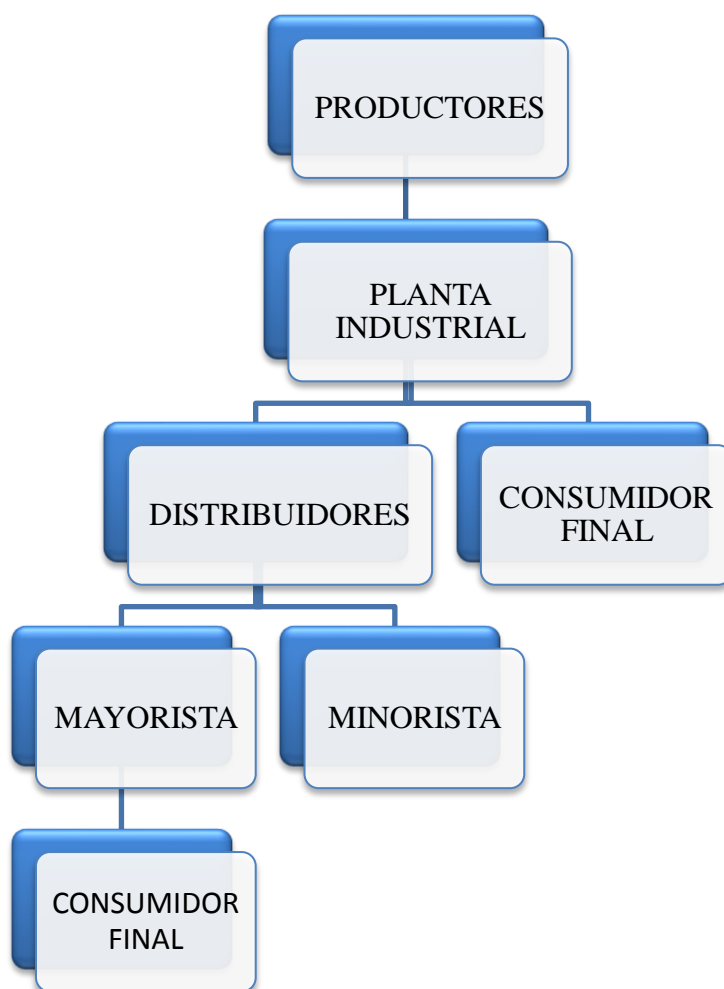 PRODUCTORES
PLANTA
INDUSTRIAL
DISTRIBUIDORES
CONSUMIDOR
FINAL
MAYORISTA
MINORISTA
CONSUMIDOR
FINAL